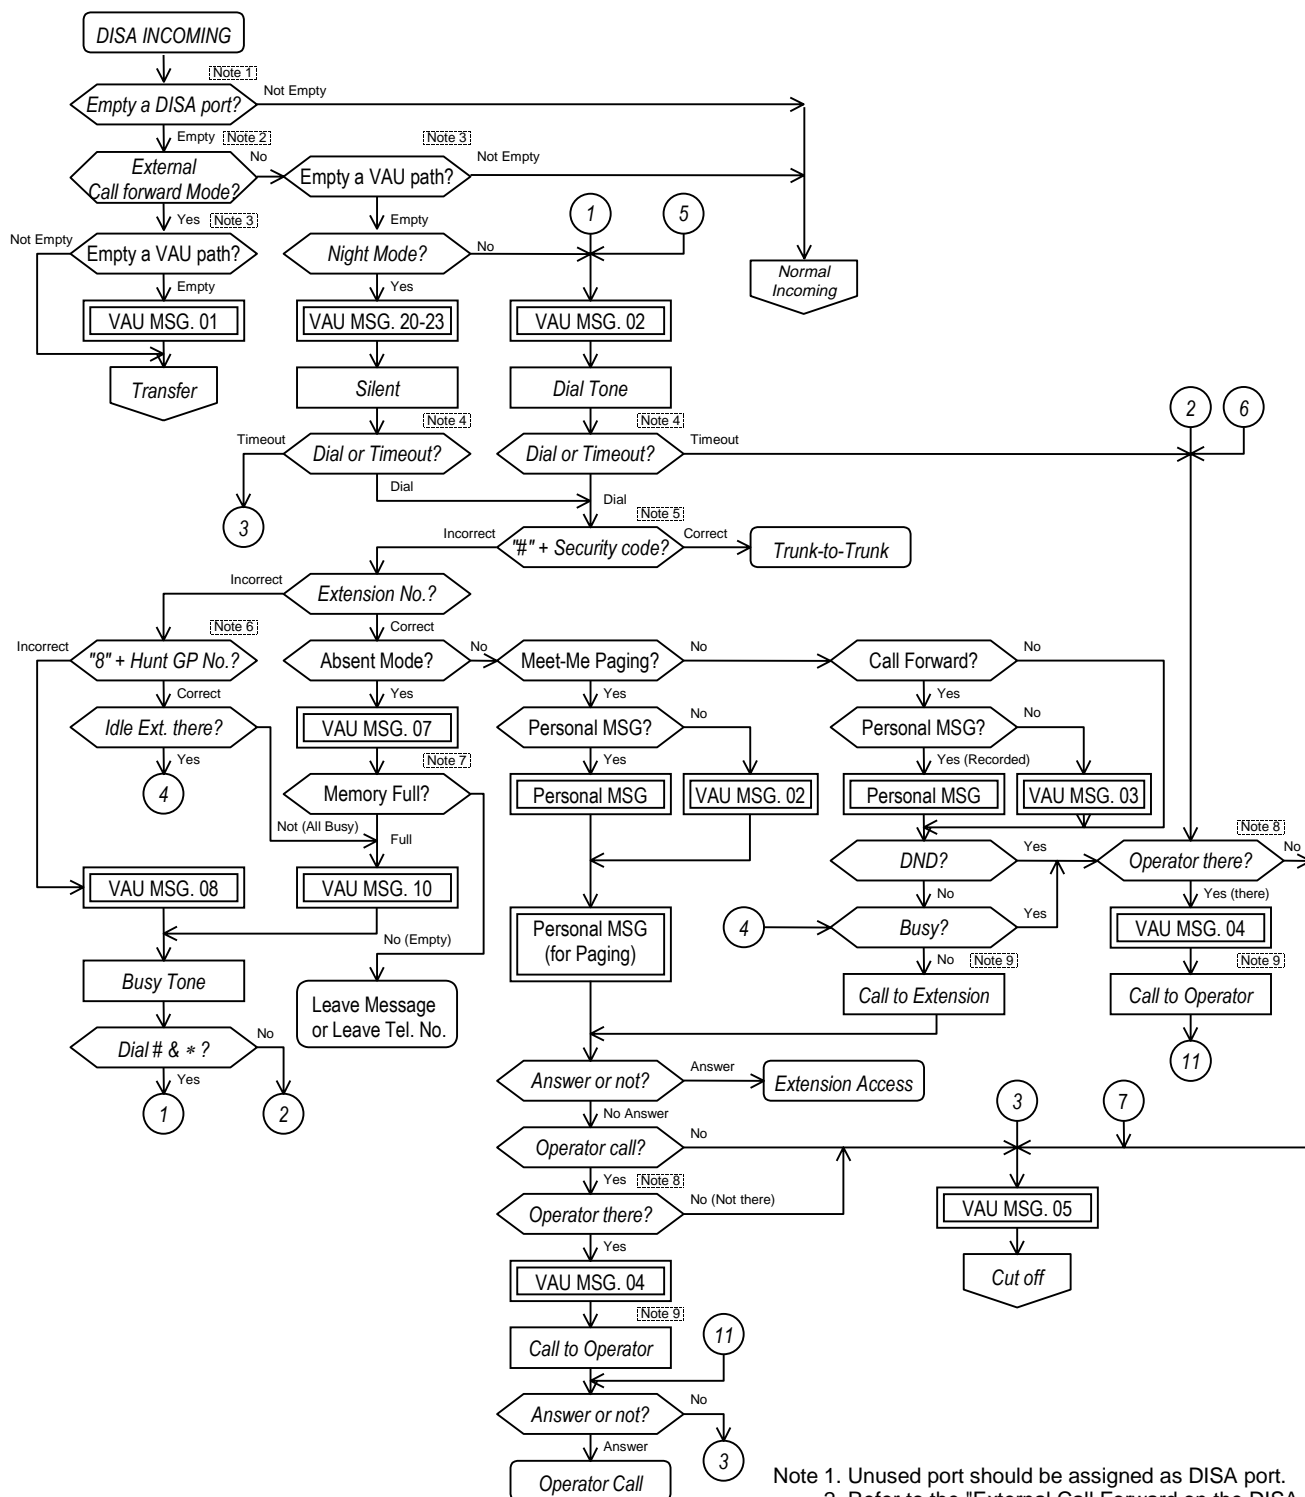 DISA INCOMING
Note 1
Empty a DISA port?
Not Empty
Empty
Note 2
Note 3
External
Call forward Mode?
No
Empty a VAU path?
Not Empty
Yes
Note 3
Empty
1
5
Not Empty
Empty a VAU path?
Night Mode?
No
Normal
Incoming
Empty
Yes
VAU MSG. 01
VAU MSG. 20-23
VAU MSG. 02
Transfer
Silent
Dial Tone
2
6
Note 4
Note 4
Timeout
Dial or Timeout?
Dial or Timeout?
Timeout
Dial
Dial
3
Note 5
Incorrect
"#" + Security code?
Correct
Trunk-to-Trunk
Incorrect
Extension No.?
Note 6
Correct
Incorrect
"8" + Hunt GP No.?
Absent Mode?
No
Meet-Me Paging?
No
Call Forward?
No
Correct
Yes
Yes
Yes
Idle Ext. there?
VAU MSG. 07
Personal MSG?
No
Personal MSG?
No
Yes
Note 7
Yes
Yes (Recorded)
4
Memory Full?
Personal MSG
VAU MSG. 02
Personal MSG
VAU MSG. 03
Not (All Busy)
Full
Note 8
DND?
Yes
Operator there?
No
VAU MSG. 08
VAU MSG. 10
No
Yes (there)
Personal MSG
(for Paging)
4
Busy?
Yes
VAU MSG. 04
No (Empty)
No
Note 9
Note 9
Busy Tone
Leave Message
or Leave Tel. No.
Call to Extension
Call to Operator
Dial # & ∗ ?
No
11
Yes
Answer or not?
Answer
Extension Access
1
2
No Answer
3
7
Operator call?
No
Yes
Note 8
No (Not there)
Operator there?
VAU MSG. 05
Yes
VAU MSG. 04
Cut off
Note 9
Call to Operator
11
Answer or not?
No
Answer
3
Operator Call
Note 1. Unused port should be assigned as DISA port.
2. Refer to the "External Call Forward on the DISA